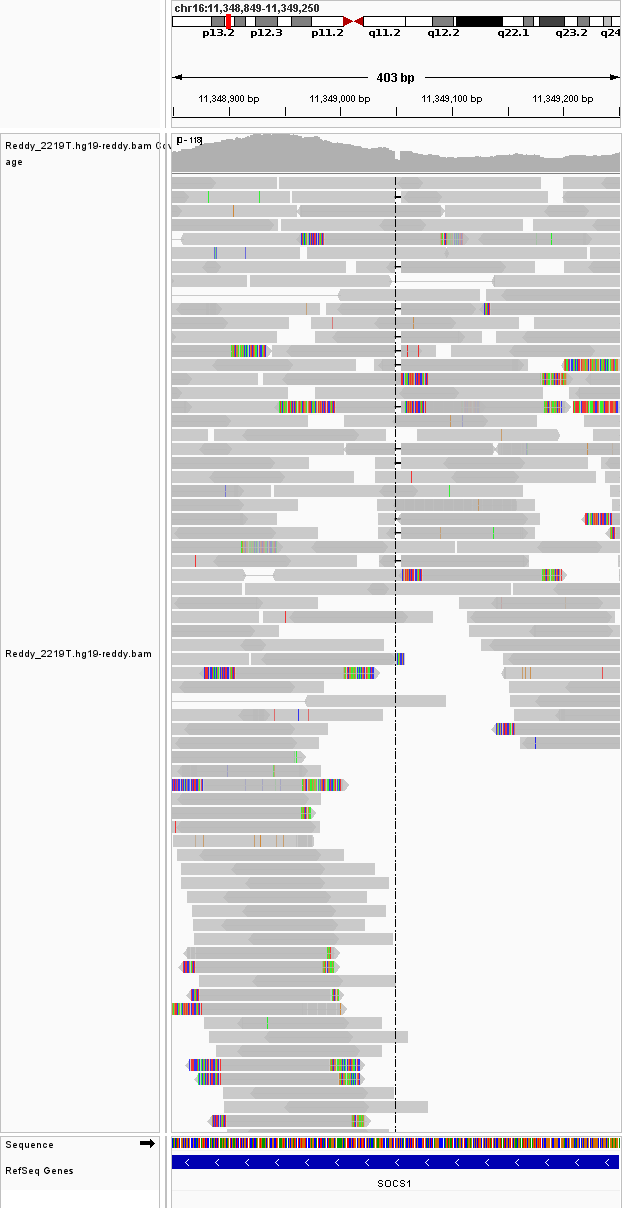 chr16:11,348,849-11,349,250
p13.2 p12.3 p11.2 q11.2 q12.2 q22.1 q23.2 q24
403 bp
11,348,900 bp 11,349,000 bp 11,349,100 bp 11,349,200 bp
Reddy_2219T.hg19-reddy.bam Cov
age
[0 - 118]
Reddy_2219T.hg19-reddy.bam
Sequence
RefSeq Genes
SOCS1